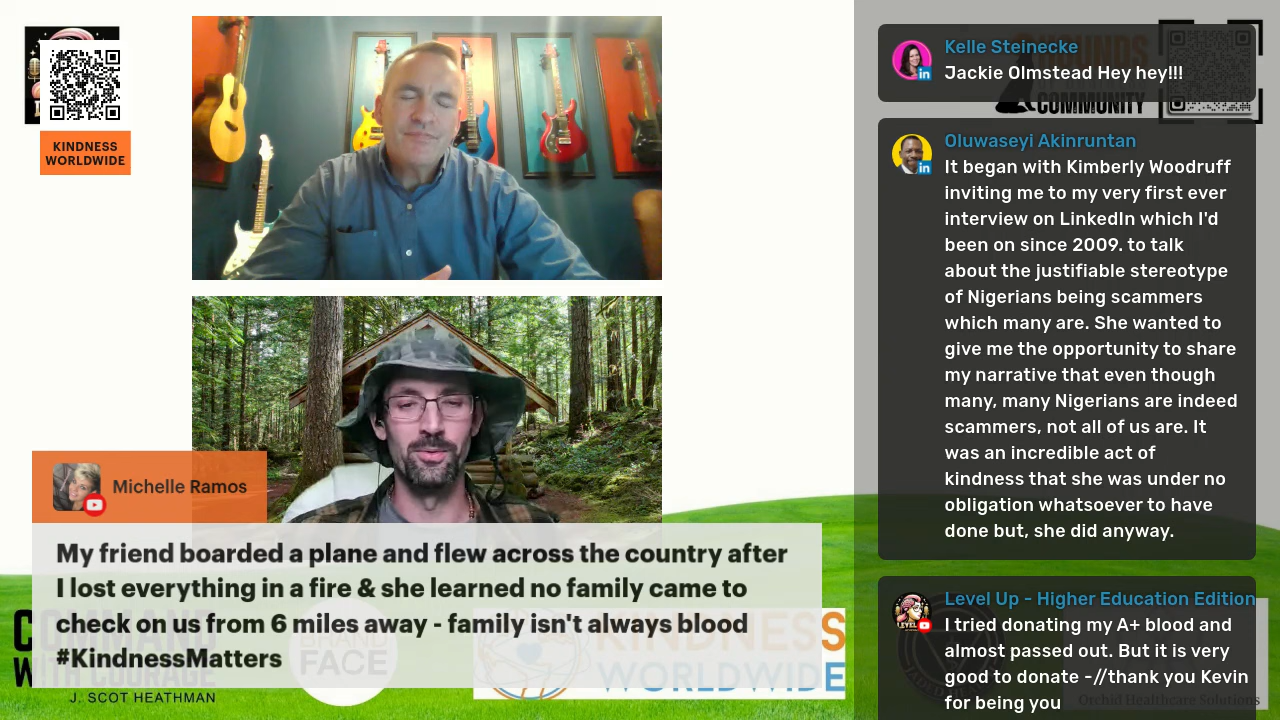 KINDNESS
WORLDWIDE
Michelle Ramos
My friend boarded a plane and flew across the country after
I lost everything in a fire & she learned no family came to
check on us from 6 miles away - family isn't always blood
#KindnessMatters
BRAND
FACE
KINDNESS
WORLDWIDE
COMMAND
WITH COURAGE
J. SCOT HEATHMAN
Kelle Steinecke
Jackie Olmstead Hey hey!!!
COMMUNITY
Oluwaseyi Akinruntan
It began with Kimberly Woodruff
inviting me to my very first ever
interview on LinkedIn which I'd
been on since 2009. to talk
about the justifiable stereotype
of Nigerians being scammers
which many are. She wanted to
give me the opportunity to share
my narrative that even though
many, many Nigerians are indeed
scammers, not all of us are. It
was an incredible act of
kindness that she was under no
obligation whatsoever to have
done but, she did anyway.
Level Up - Higher Education Edition
I tried donating my A+ blood and
almost passed out. But it is very
good to donate -//thank you Kevin
for being you
Orchid Healthcare Solutions